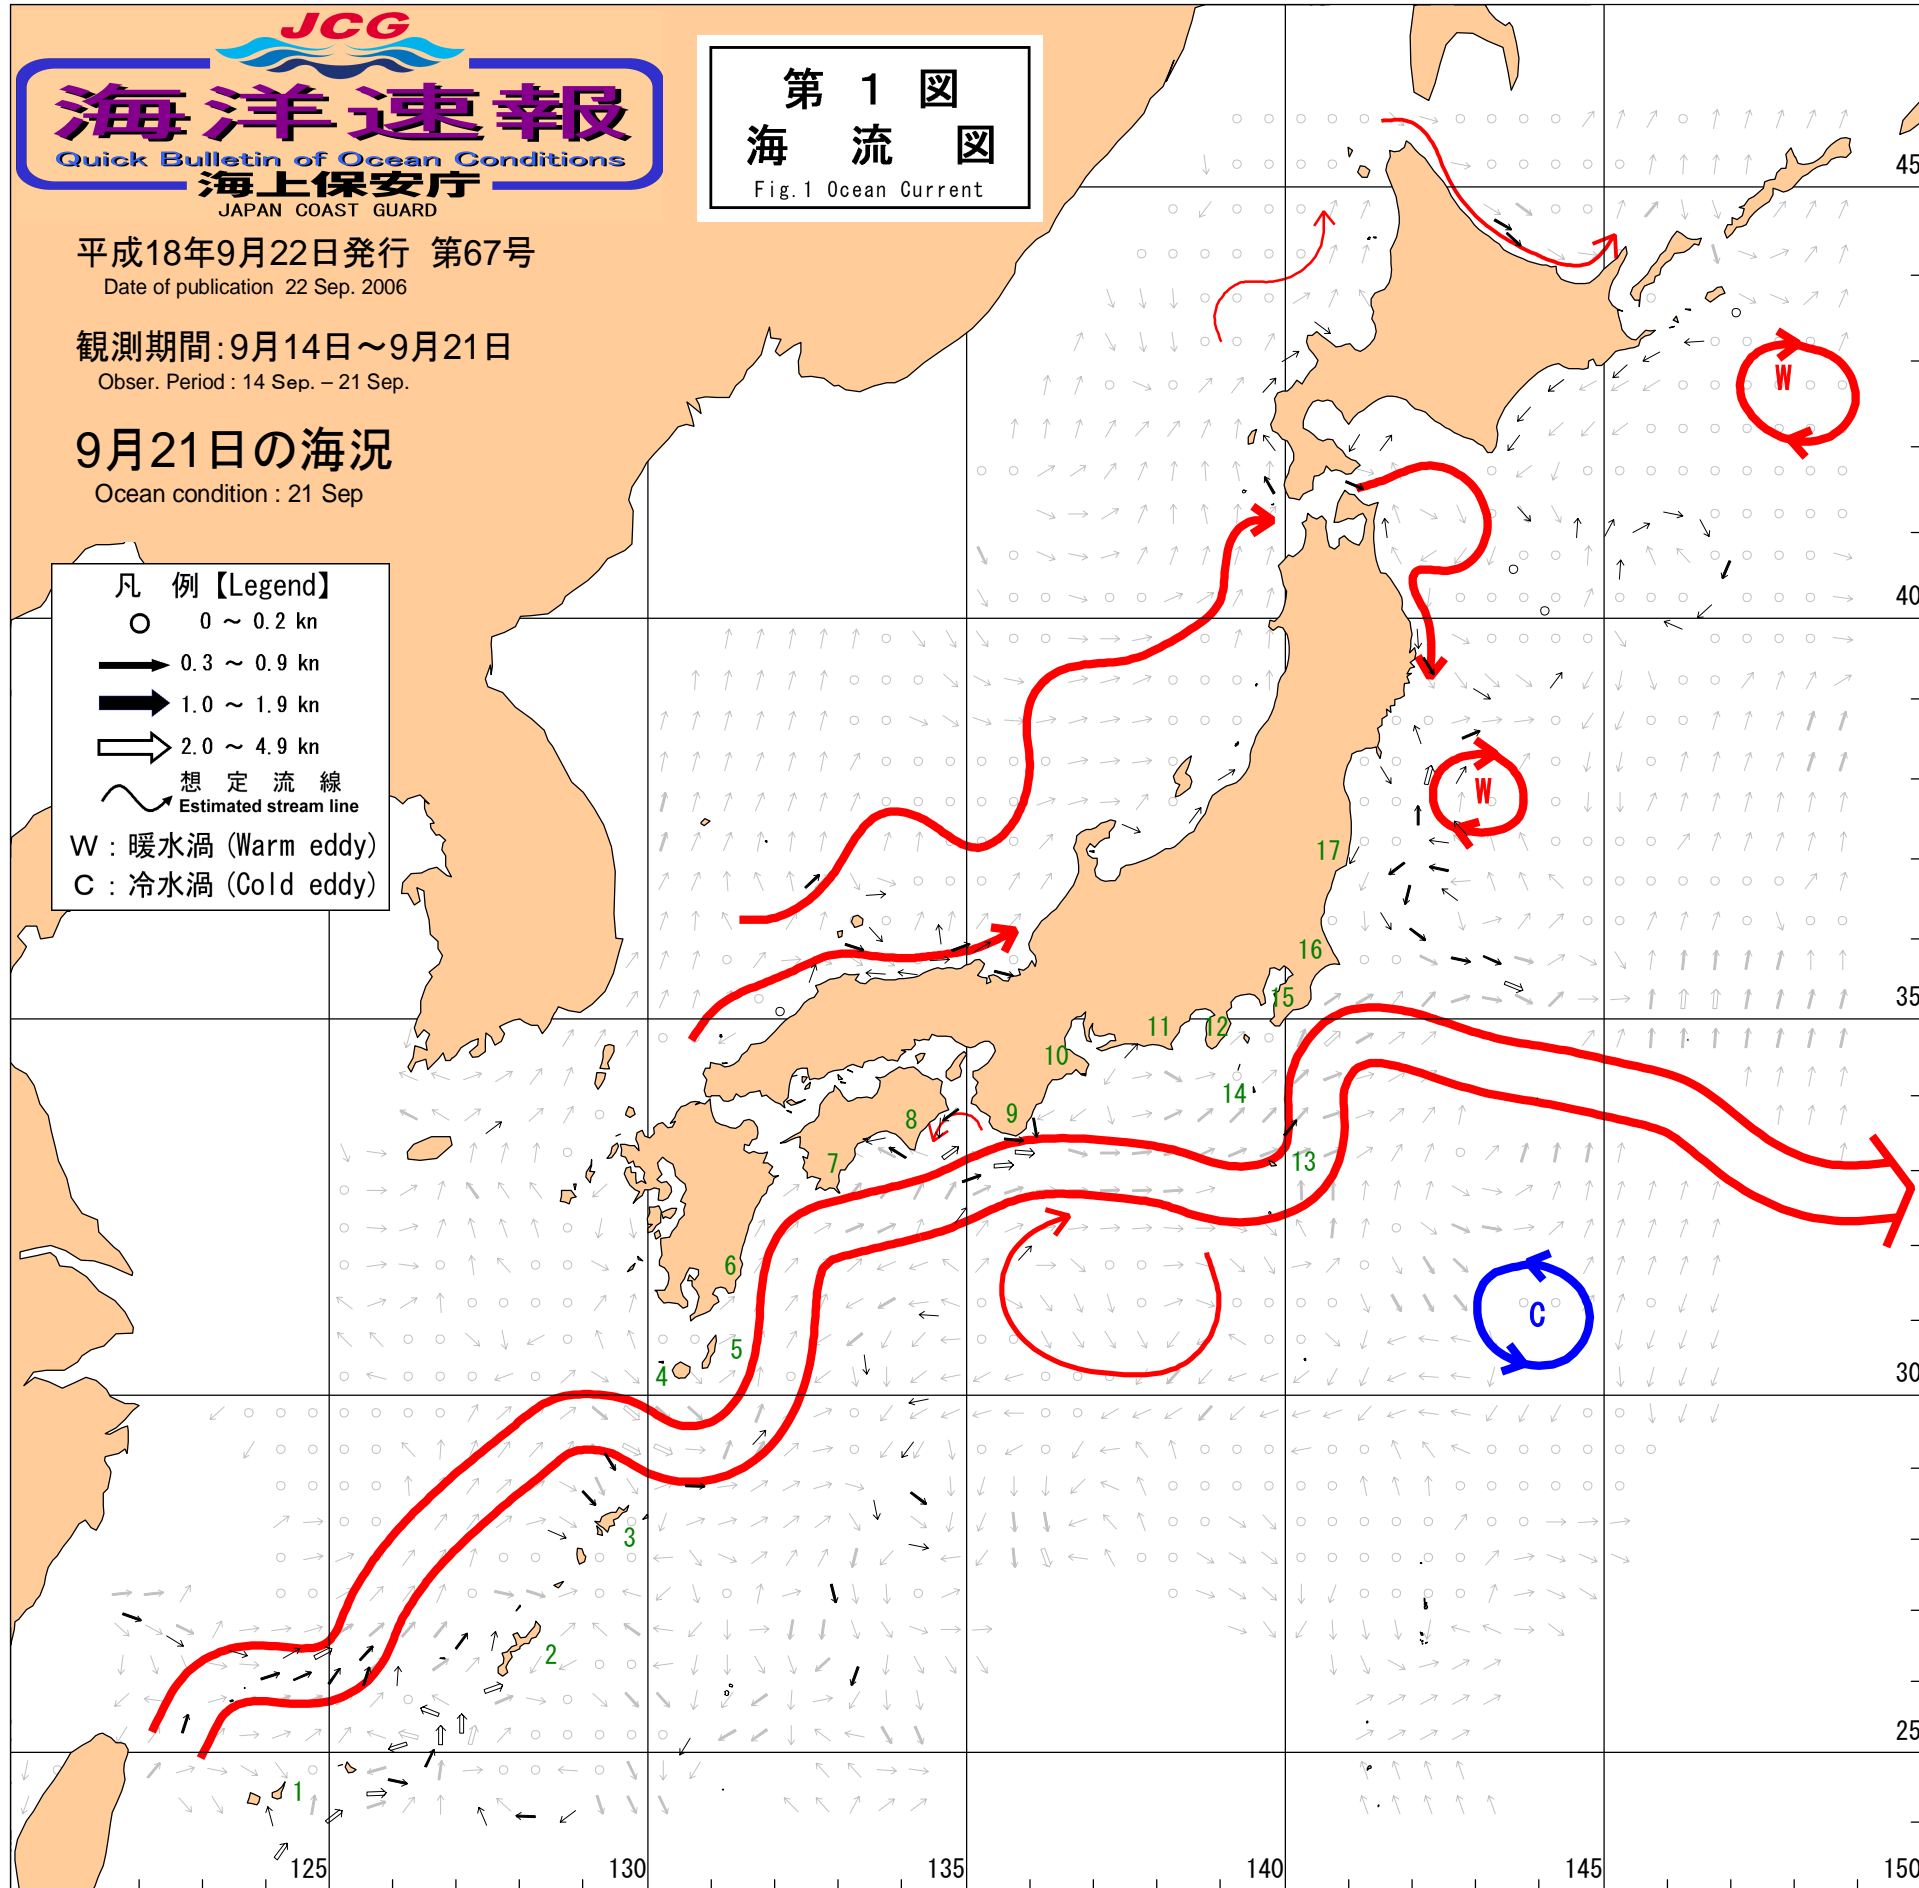 JCG
海洋速報
Quick Bulletin of Ocean Conditions
海上保安庁
JAPAN COAST GUARD
第 1 図
海 流 図
Fig.1 Ocean Current
平成18年9月22日発行 第67号
Date of publication 22 Sep. 2006
観測期間:9月14日～9月21日
Obser. Period : 14 Sep. – 21 Sep.
9月21日の海況
Ocean condition : 21 Sep
凡 例【Legend】
0 ～ 0.2 kn
0.3 ～ 0.9 kn
1.0 ～ 1.9 kn
2.0 ～ 4.9 kn
想 定 流 線
Estimated stream line
W : 暖水渦 (Warm eddy)
C : 冷水渦 (Cold eddy)
45
W
40
W
17
16
35
15
12
11
10
14
9
8
7
13
6
5
4
C
30
3
2
1
25
125
130
135
140
145
150